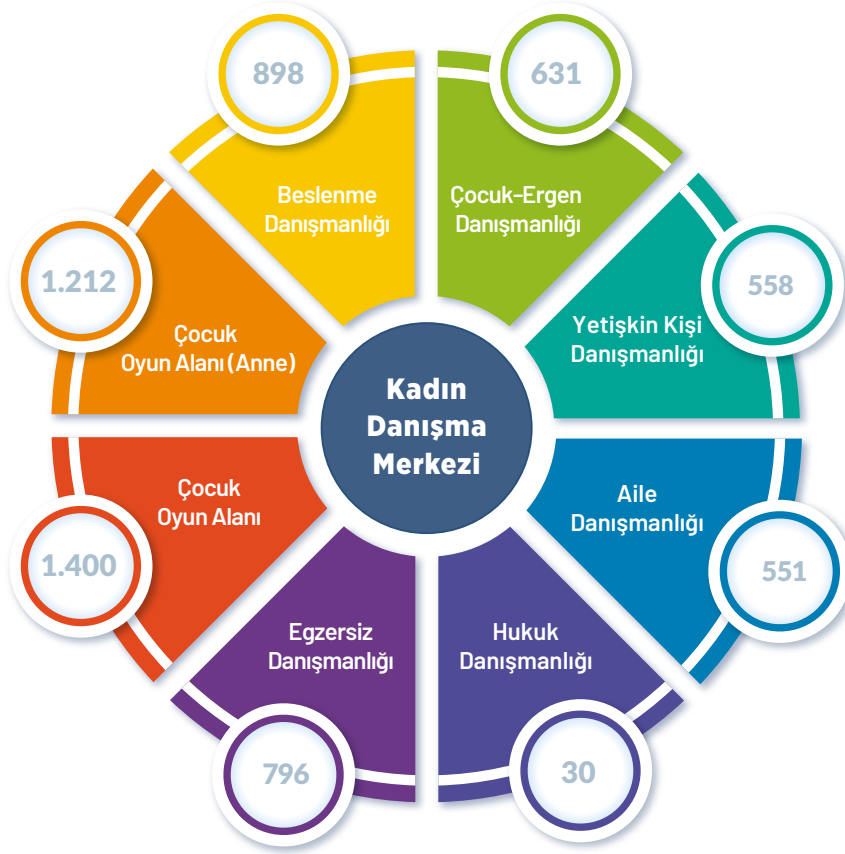 898
Beslenme
Danışmanlığı
631
Çocuk-Ergen
Danışmanlığı
558
Yetişkin Kişi
Danışmanlığı
551
Aile
Danışmanlığı
30
Hukuk
Danışmanlığı
796
Egzersiz
Danışmanlığı
1.400
Çocuk
Oyun Alanı
1.212
Çocuk
Oyun Alanı (Anne)
Kadın
Danışma
Merkezi